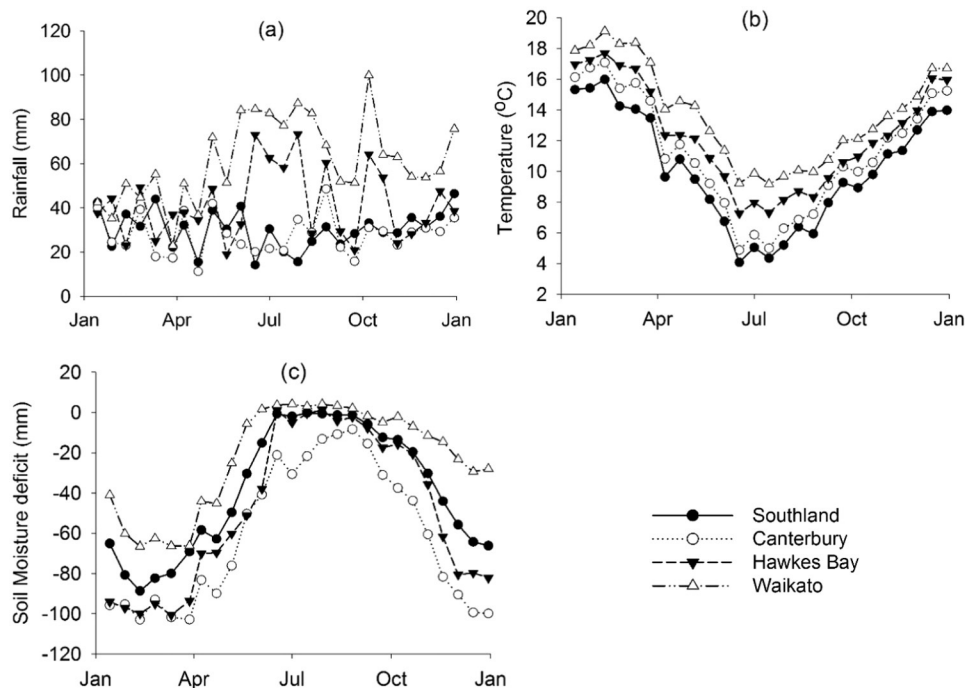 (a)
Rainfall (mm)
120
100
80
60
40
20
0
Jan Apr Jul Oct Jan
(b)
Temperature (⁰C)
20
18
16
14
12
10
8
6
4
2
Jan Apr Jul Oct Jan
(c)
Soil Moisture deficit (mm)
20
0
-20
-40
-60
-80
-100
-120
Jan Apr Jul Oct Jan
Southland
Canterbury
Hawkes Bay
Waikato